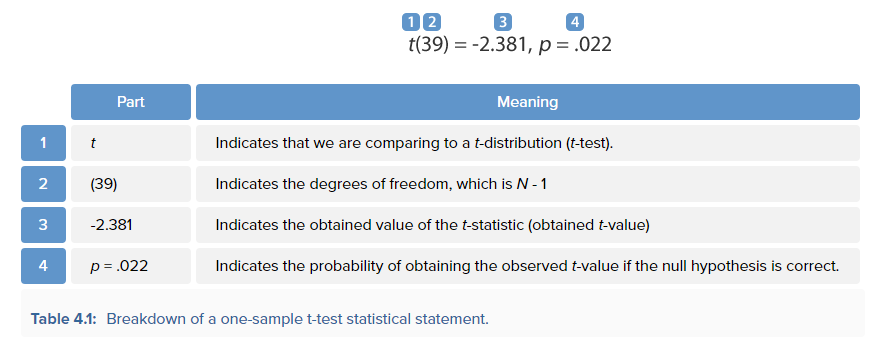 1 2 3 4
t(39) = -2.381, p = .022
Part Meaning
1 t Indicates that we are comparing to a t-distribution (t-test).
2 (39) Indicates the degrees of freedom, which is N - 1
3 -2.381 Indicates the obtained value of the t-statistic (obtained t-value)
4 p = .022 Indicates the probability of obtaining the observed t-value if the null hypothesis is correct.
Table 4.1: Breakdown of a one-sample t-test statistical statement.